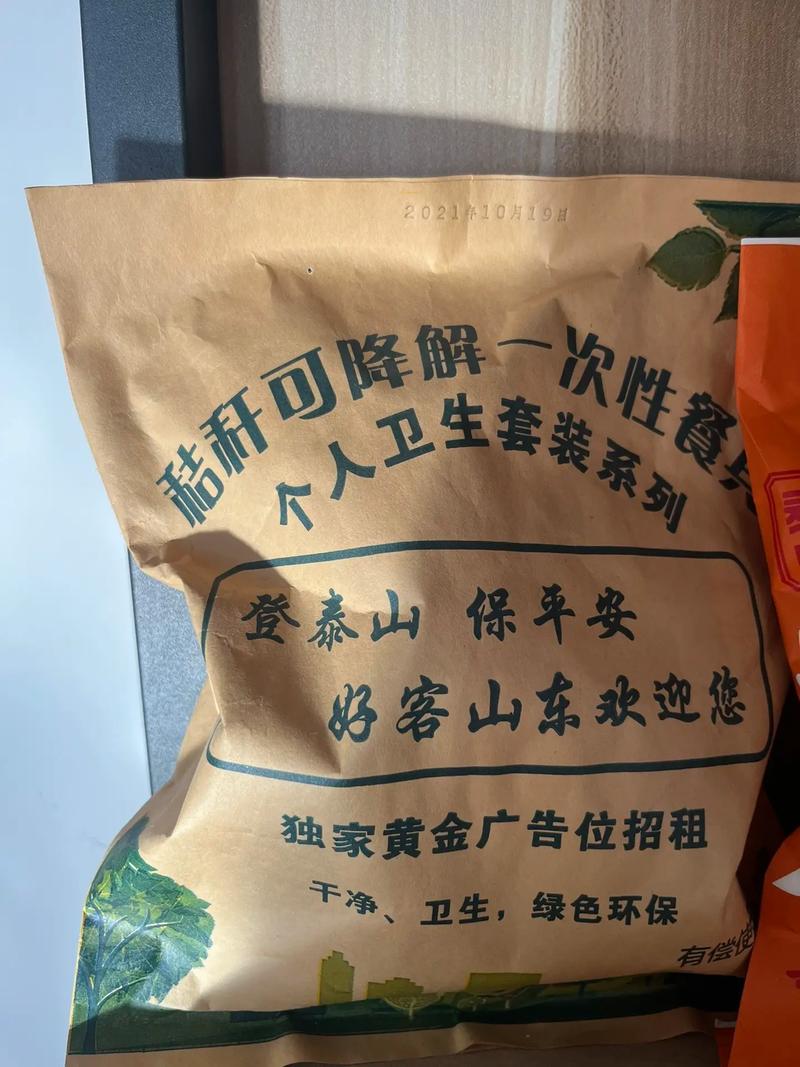 2021年10月19日
秸秆可降解一次性餐具
个人卫生套装系列
登泰山 保平安
好客山东欢迎您
独家黄金广告位招租
干净、卫生，绿色环保
有偿使